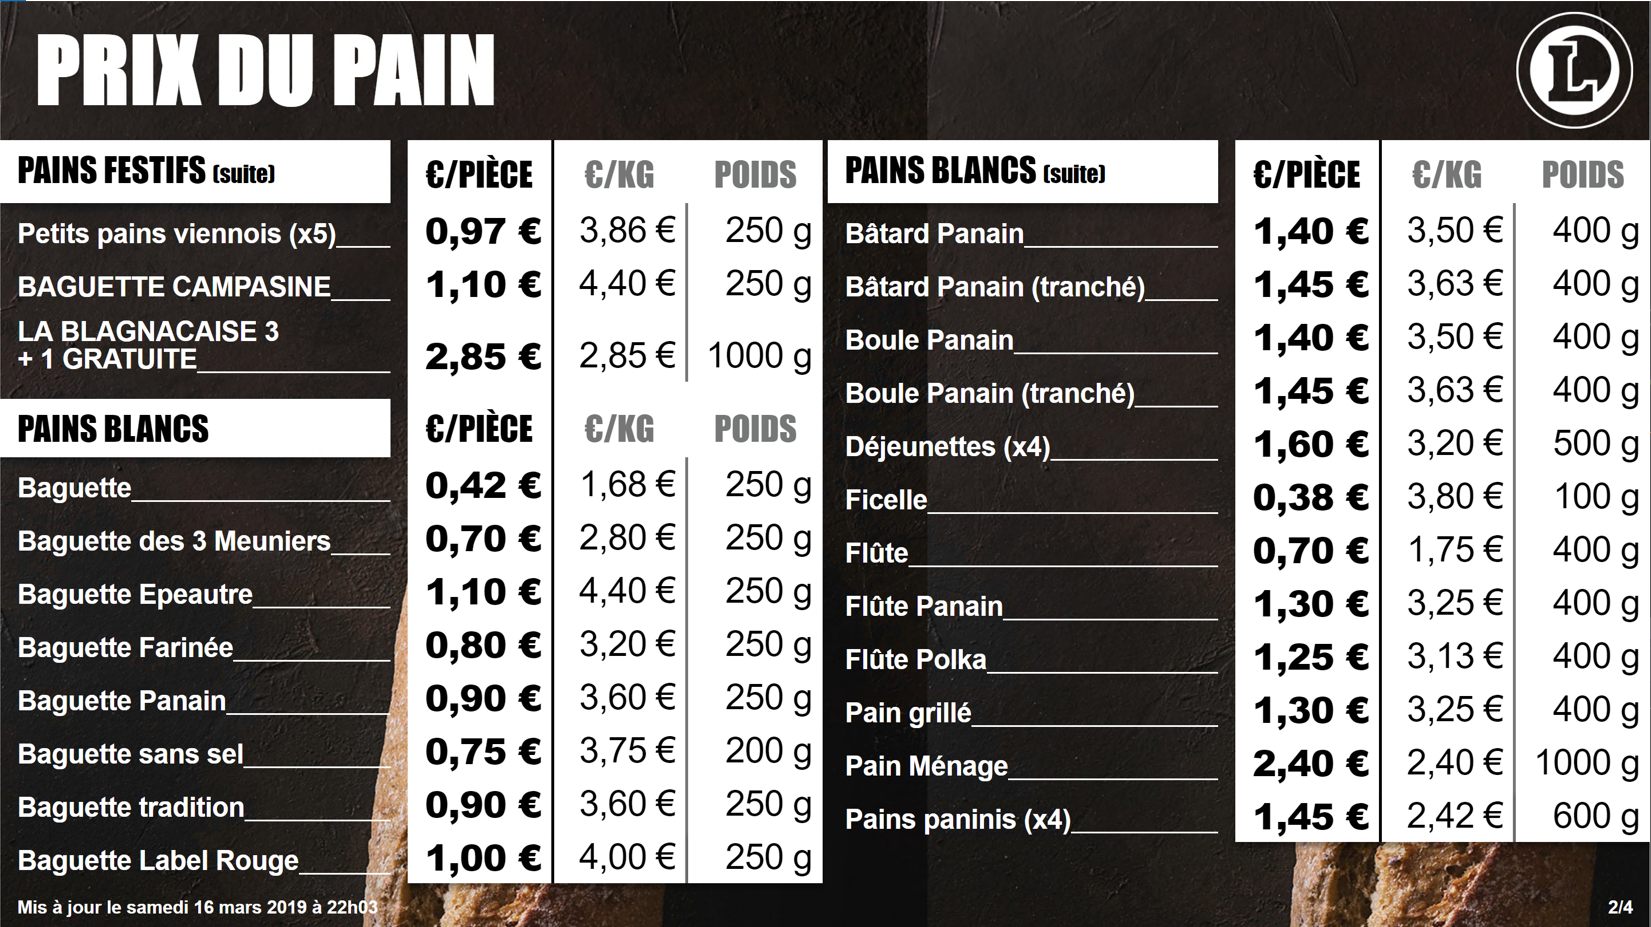 PRIX DU PAIN
L
PAINS FESTIFS (suite) €/PIÈCE €/KG POIDS
Petits pains viennois (x5) 0,97 € 3,86 € 250 g
BAGUETTE CAMPASINE 1,10 € 4,40 € 250 g
LA BLAGNACAISE 3
+ 1 GRATUITE 2,85 € 2,85 € 1000 g
PAINS BLANCS €/PIÈCE €/KG POIDS
Baguette 0,42 € 1,68 € 250 g
Baguette des 3 Meuniers 0,70 € 2,80 € 250 g
Baguette Epeautre 1,10 € 4,40 € 250 g
Baguette Farinée 0,80 € 3,20 € 250 g
Baguette Panain 0,90 € 3,60 € 250 g
Baguette sans sel 0,75 € 3,75 € 200 g
Baguette tradition 0,90 € 3,60 € 250 g
Baguette Label Rouge 1,00 € 4,00 € 250 g
PAINS BLANCS (suite) €/PIÈCE €/KG POIDS
Bâtard Panain 1,40 € 3,50 € 400 g
Bâtard Panain (tranché) 1,45 € 3,63 € 400 g
Boule Panain 1,40 € 3,50 € 400 g
Boule Panain (tranché) 1,45 € 3,63 € 400 g
Déjeunettes (x4) 1,60 € 3,20 € 500 g
Ficelle 0,38 € 3,80 € 100 g
Flûte 0,70 € 1,75 € 400 g
Flûte Panain 1,30 € 3,25 € 400 g
Flûte Polka 1,25 € 3,13 € 400 g
Pain grillé 1,30 € 3,25 € 400 g
Pain Ménage 2,40 € 2,40 € 1000 g
Pains paninis (x4) 1,45 € 2,42 € 600 g
Mis à jour le samedi 16 mars 2019 à 22h03
2/4